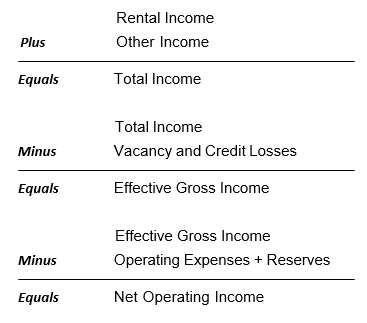 Rental Income
Plus Other Income
Equals Total Income
Total Income
Minus Vacancy and Credit Losses
Equals Effective Gross Income
Effective Gross Income
Minus Operating Expenses + Reserves
Equals Net Operating Income